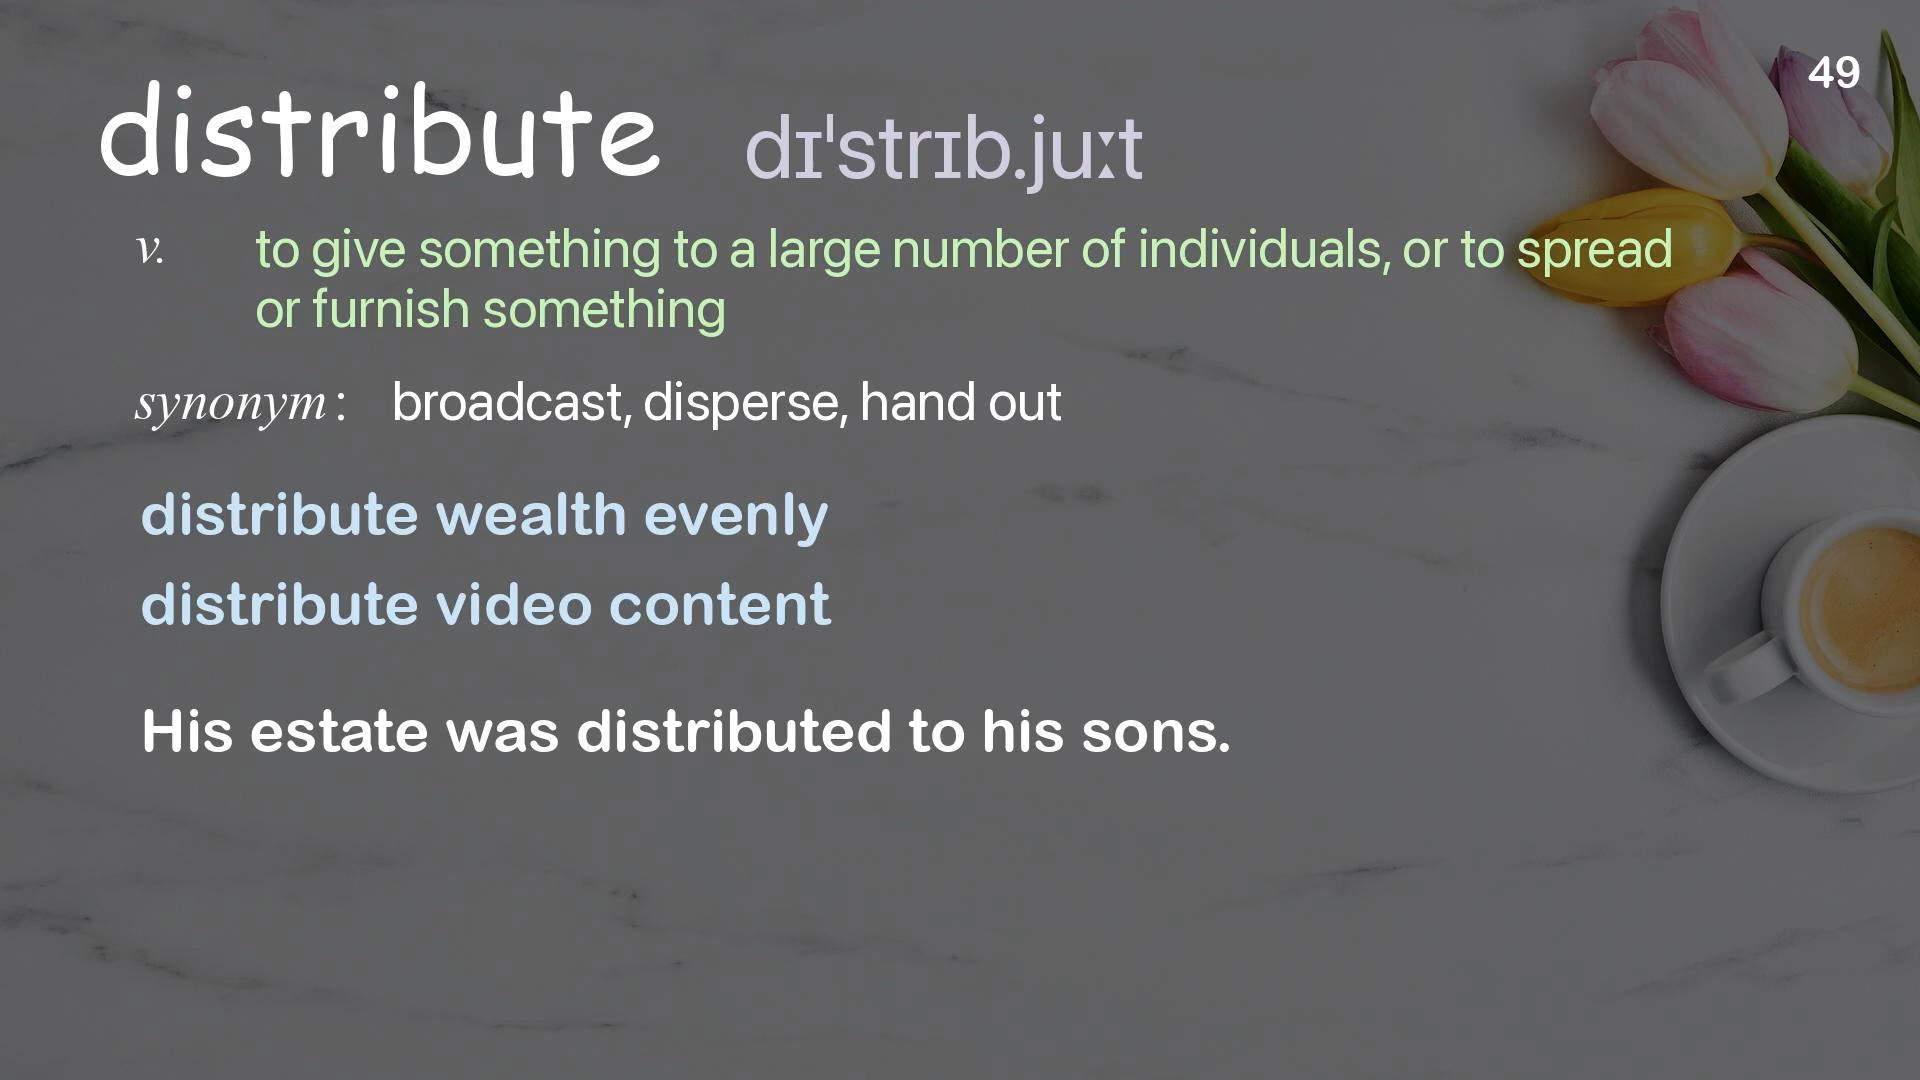 49
distribute dɪˈstrɪb.juːt
v. to give something to a large number of individuals, or to spread
or furnish something
synonym : broadcast, disperse, hand out
distribute wealth evenly
distribute video content
His estate was distributed to his sons.